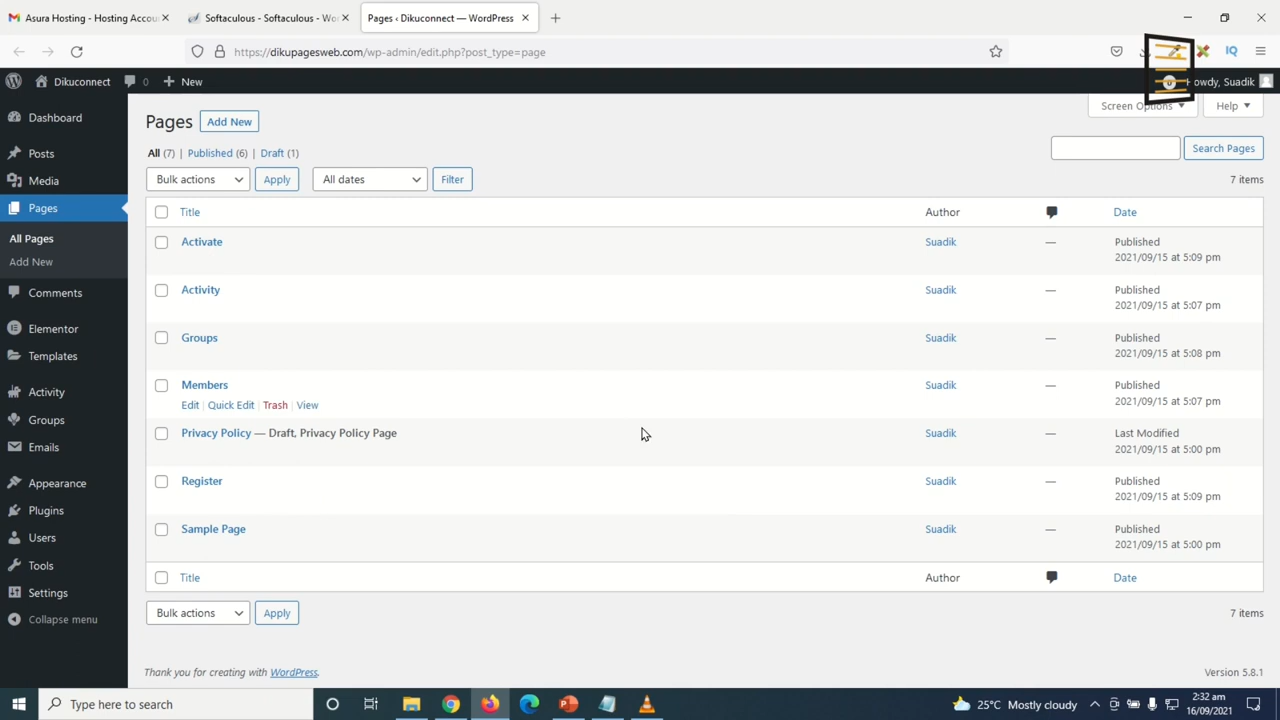 Asura Hosting - Hosting Accou
Softaculous - Softaculous - Wo
Pages ‹ Dikuconnect — WordPress
https://dikupagesweb.com/wp-admin/edit.php?post_type=page
IQ
Dikuconnect
0
New
Howdy, Suadik
Dashboard
Posts
Media
Pages
All Pages
Add New
Comments
Elementor
Templates
Activity
Groups
Emails
Appearance
Plugins
Users
Tools
Settings
Collapse menu
Pages
Add New
Screen Options
Help
All (7) | Published (6) | Draft (1)
Search Pages
Bulk actions
Apply
All dates
Filter
7 items
Title Author Date
Activate Suadik — Published
2021/09/15 at 5:09 pm
Activity Suadik — Published
2021/09/15 at 5:07 pm
Groups Suadik — Published
2021/09/15 at 5:08 pm
Members Suadik — Published
Edit | Quick Edit | Trash | View 2021/09/15 at 5:07 pm
Privacy Policy — Draft, Privacy Policy Page Suadik — Last Modified
2021/09/15 at 5:00 pm
Register Suadik — Published
2021/09/15 at 5:09 pm
Sample Page Suadik — Published
2021/09/15 at 5:00 pm
Title Author Date
Bulk actions
Apply
7 items
Thank you for creating with WordPress.
Version 5.8.1
Type here to search
25°C Mostly cloudy
2:32 am
16/09/2021